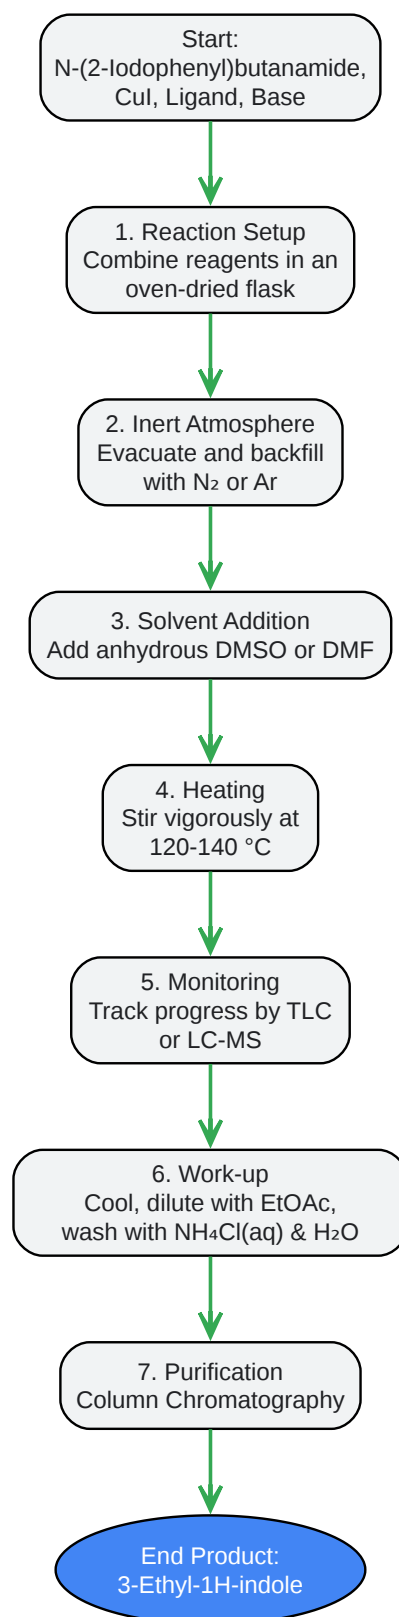 Start:
N-(2-Iodophenyl)butanamide,
CuI, Ligand, Base
1. Reaction Setup
Combine reagents in an
oven-dried flask
2. Inert Atmosphere
Evacuate and backfill
with N₂ or Ar
3. Solvent Addition
Add anhydrous DMSO or DMF
4. Heating
Stir vigorously at
120-140 °C
5. Monitoring
Track progress by TLC
or LC-MS
6. Work-up
Cool, dilute with EtOAc,
wash with NH₄Cl(aq) & H₂O
7. Purification
Column Chromatography
End Product:
3-Ethyl-1H-indole